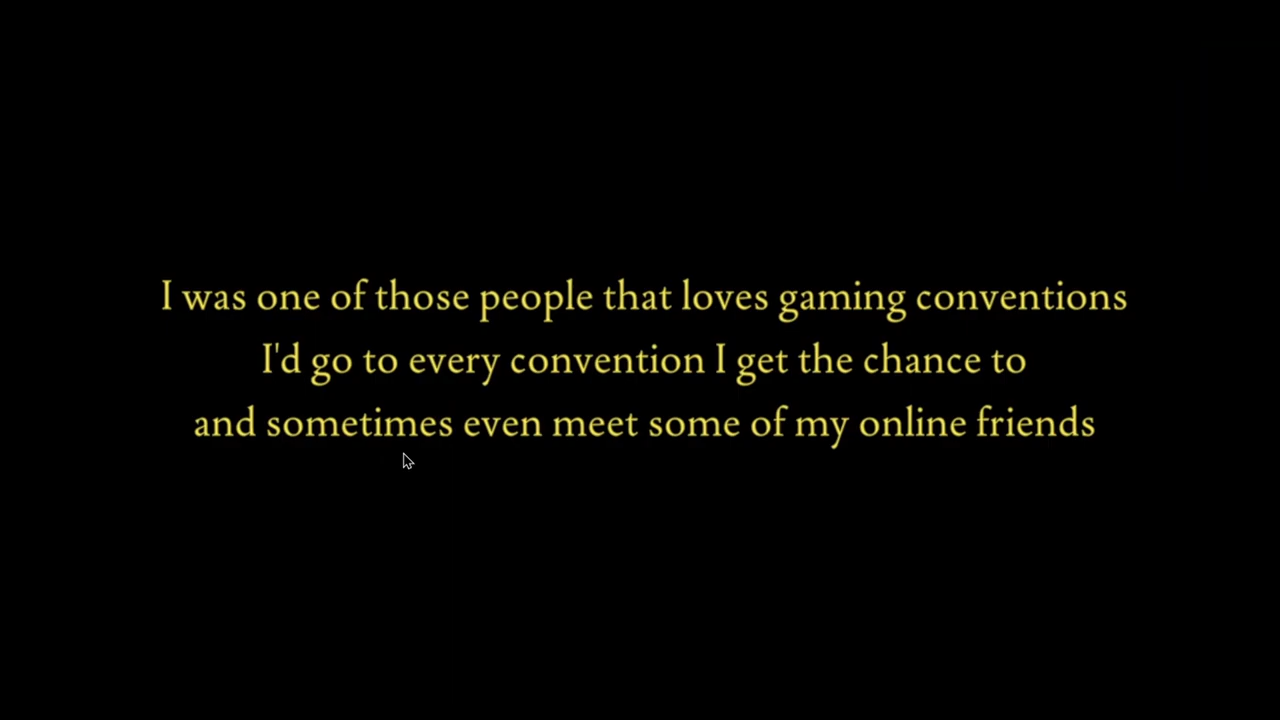 I was one of those people that loves gaming conventions
I'd go to every convention I get the chance to
and sometimes even meet some of my online friends